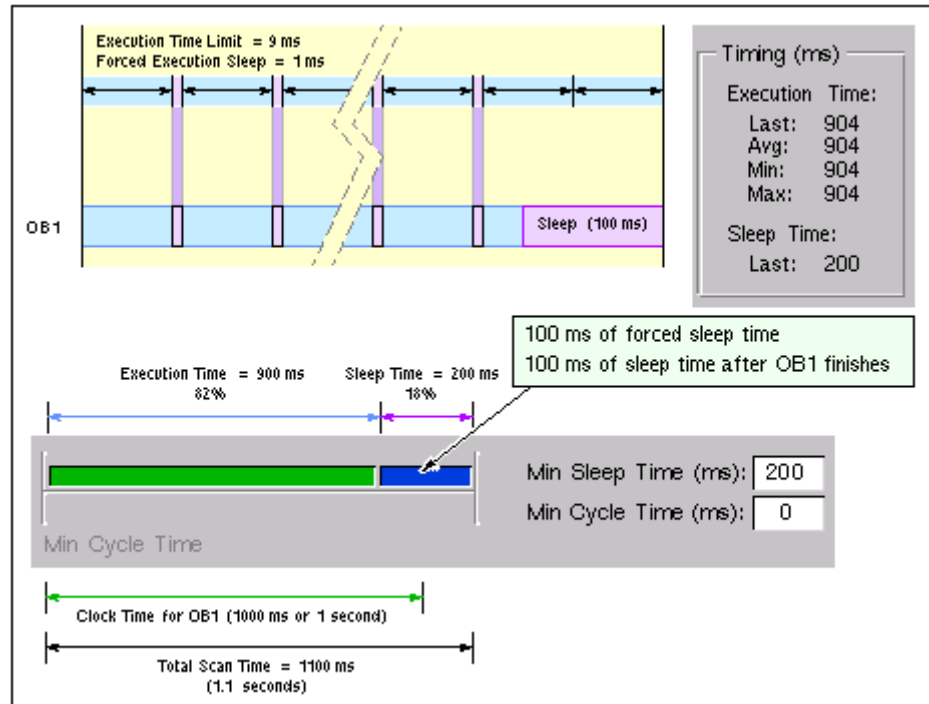 Execution Time Limit = 9 ms
Forced Execution Sleep = 1 ms
OB1
Sleep (100 ms)
Timing (ms)
Execution Time:
Last: 904
Avg: 904
Min: 904
Max: 904
Sleep Time:
Last: 200
100 ms of forced sleep time
100 ms of sleep time after OB1 finishes
Execution Time = 900 ms
82%
Sleep Time = 200 ms
18%
Min Sleep Time (ms): 200
Min Cycle Time (ms): 0
Min Cycle Time
Clock Time for OB1 (1000 ms or 1 second)
Total Scan Time = 1100 ms
(1.1 seconds)